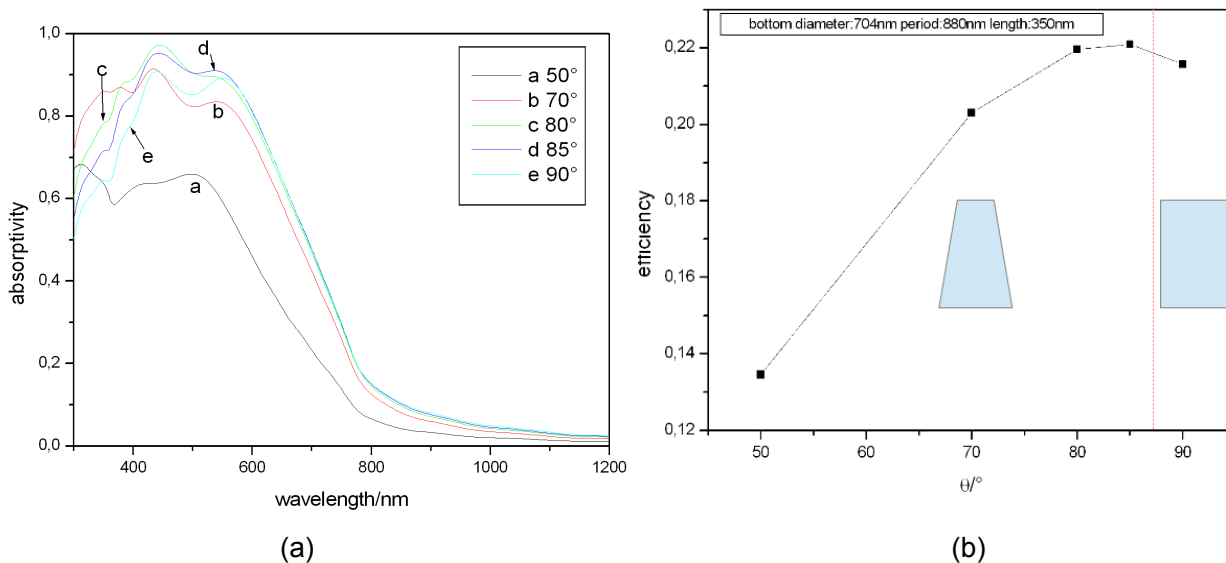 1,0
0,8
0,6
0,4
0,2
0,0
absorptivity
400
600
800
1000
1200
wavelength/nm
c
d
b
e
a
a 50°
b 70°
c 80°
d 85°
e 90°
(a)
bottom diameter:704nm period:880nm length:350nm
0,22
0,20
0,18
0,16
0,14
0,12
efficiency
50
60
70
80
90
θ/°
(b)